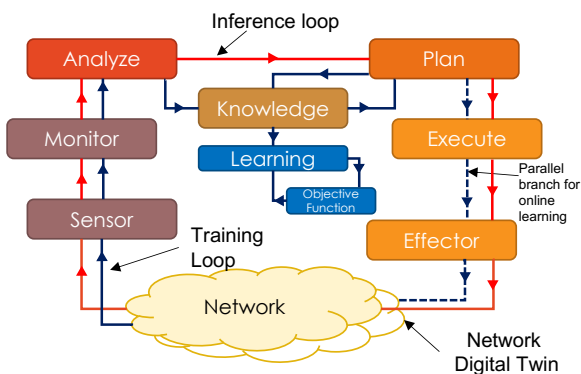 Inference loop
Analyze
Plan
Knowledge
Monitor
Execute
Learning
Parallel
branch for
online
learning
Objective
Function
Sensor
Effector
Training
Loop
Network
Network
Digital Twin